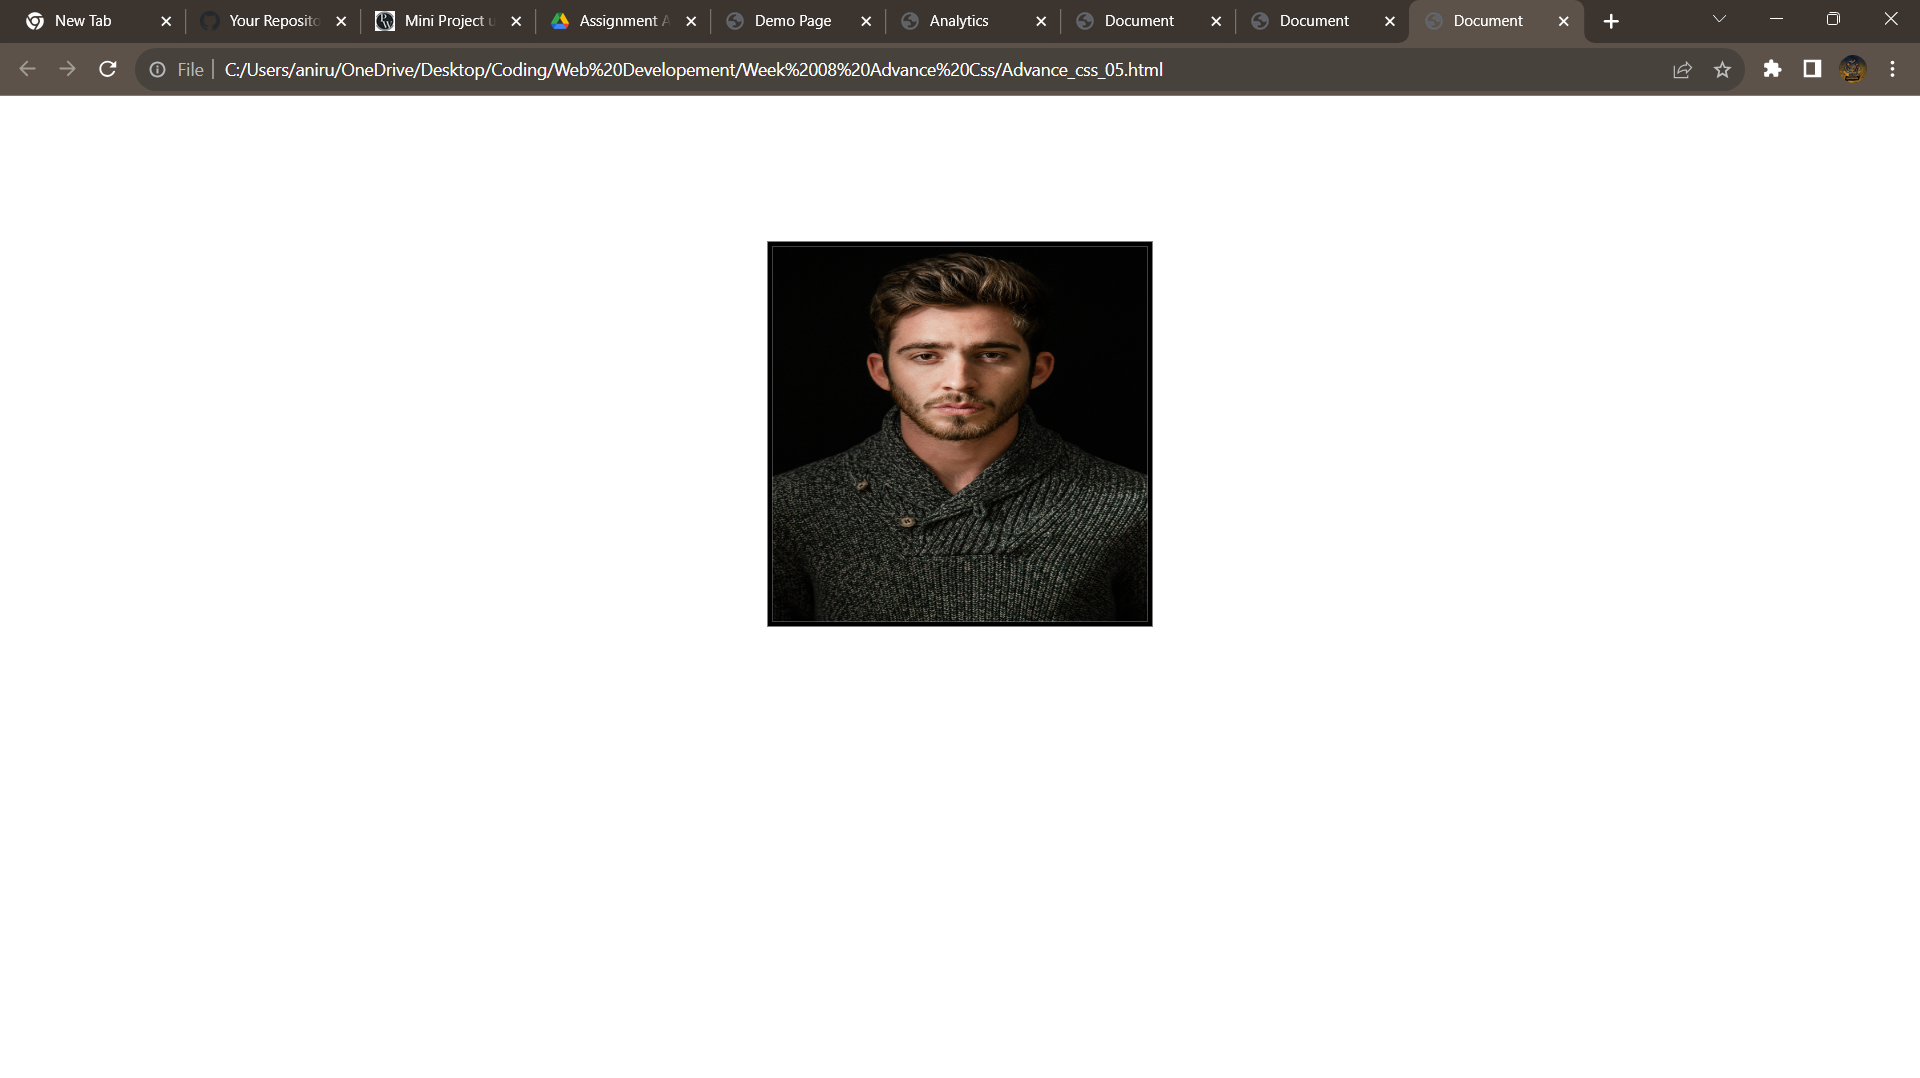 New Tab
Your Reposito
Mini Project u
Assignment A
Demo Page
Analytics
Document
Document
Document
File
C:/Users/aniru/OneDrive/Desktop/Coding/Web%20Developement/Week%2008%20Advance%20Css/Advance_css_05.html